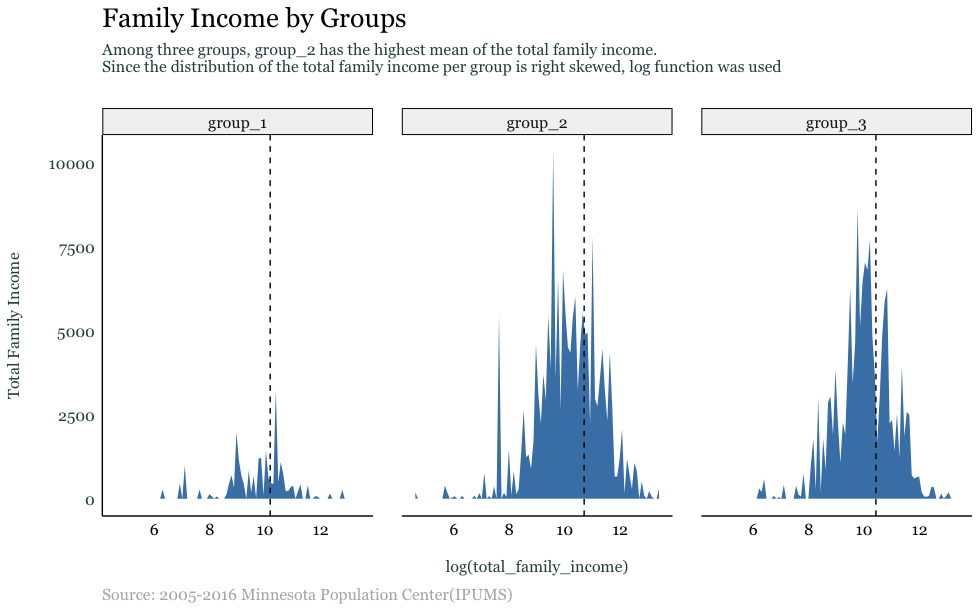 Family Income by Groups
Among three groups, group_2 has the highest mean of the total family income.
Since the distribution of the total family income per group is right skewed, log function was used
group_1
group_2
group_3
10000
7500
5000
2500
0
Total Family Income
6 8 10 12
6 8 10 12
6 8 10 12
log(total_family_income)
Source: 2005-2016 Minnesota Population Center(IPUMS)